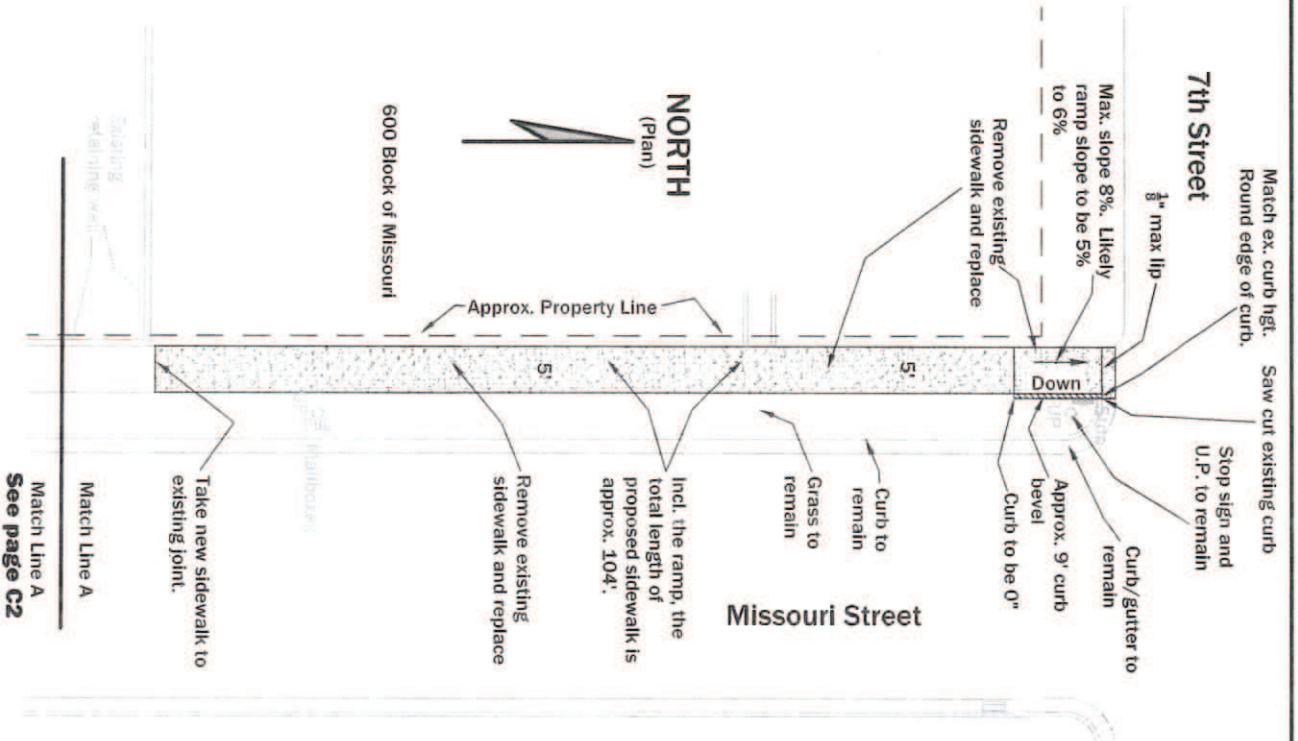 7th Street
Match ex. curb hgt.
Round edge of curb.
Saw cut existing curb
⅛" max lip
Max. slope 8%. Likely
ramp slope to be 5%
to 6%
Stop sign and
U.P. to remain
Curb/gutter to
remain
Down
Approx. 9' curb
bevel
Curb to be 0"
Remove existing
sidewalk and replace
5'
Curb to
remain
Grass to
remain
NORTH
(Plan)
Approx. Property Line
Missouri Street
Incl. the ramp, the
total length of
proposed sidewalk is
approx. 104'.
5'
Remove existing
sidewalk and replace
600 Block of Missouri
Mailboxes
Take new sidewalk to
existing joint.
Existing
retaining wall
Match Line A
Match Line A
See page C2